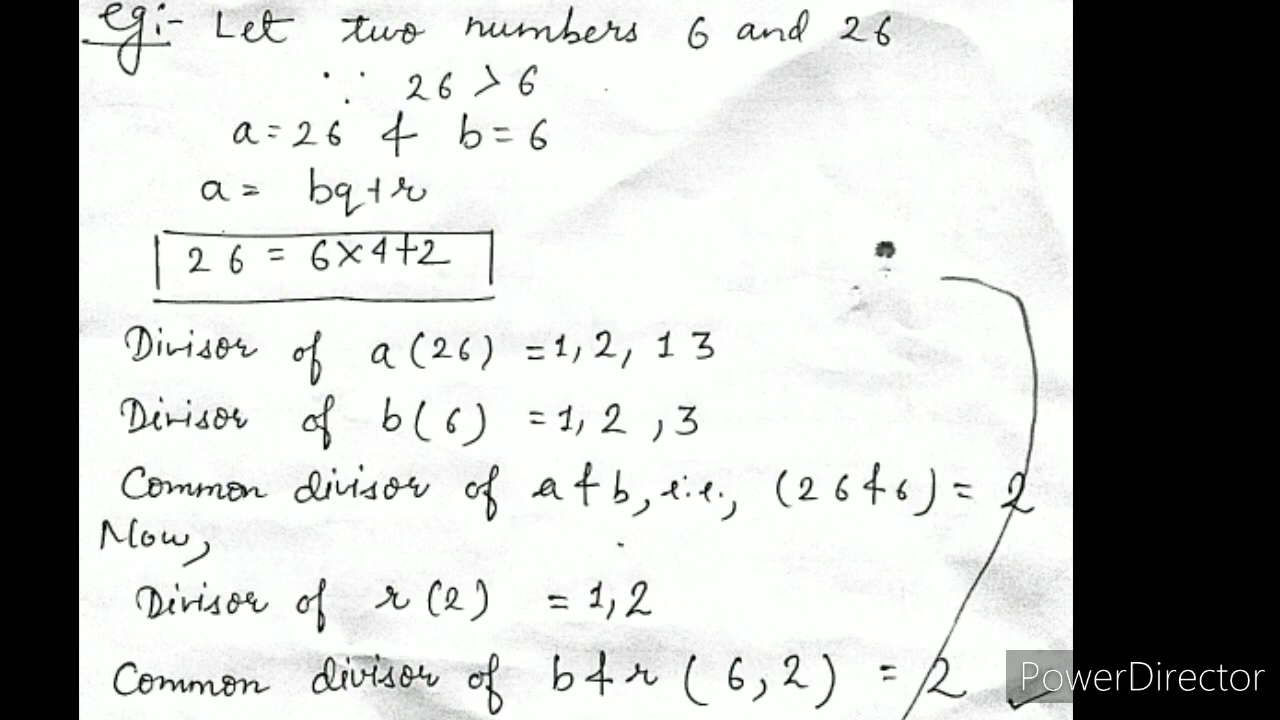 eg:- Let two numbers 6 and 26
∵ 26 > 6
a = 26 & b = 6
a = bq + r
26 = 6×4+2
Divisor of a (26) = 1, 2, 13
Divisor of b (6) = 1, 2, 3
Common divisor of a & b, i.e., (26 & 6) = 2
Now,
Divisor of r (2) = 1, 2
Common divisor of b & r (6, 2) = 2
PowerDirector